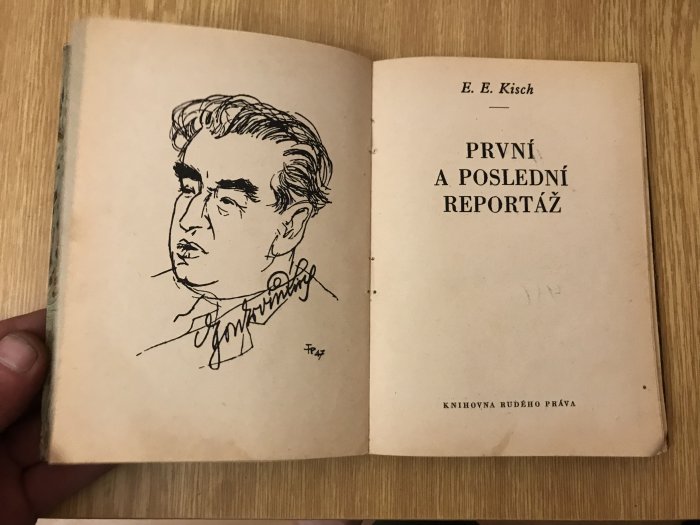 E. E. Kisch
PRVNÍ
A POSLEDNÍ
REPORTÁŽ
KNIHOVNA RUDÉHO PRÁVA